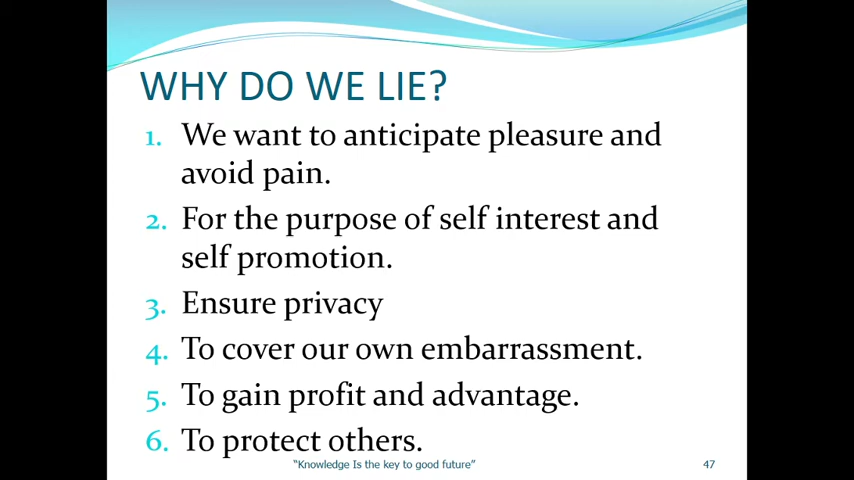 WHY DO WE LIE?
1. We want to anticipate pleasure and
avoid pain.
2. For the purpose of self interest and
self promotion.
3. Ensure privacy
4. To cover our own embarrassment.
5. To gain profit and advantage.
6. To protect others.
“Knowledge Is the key to good future” 47